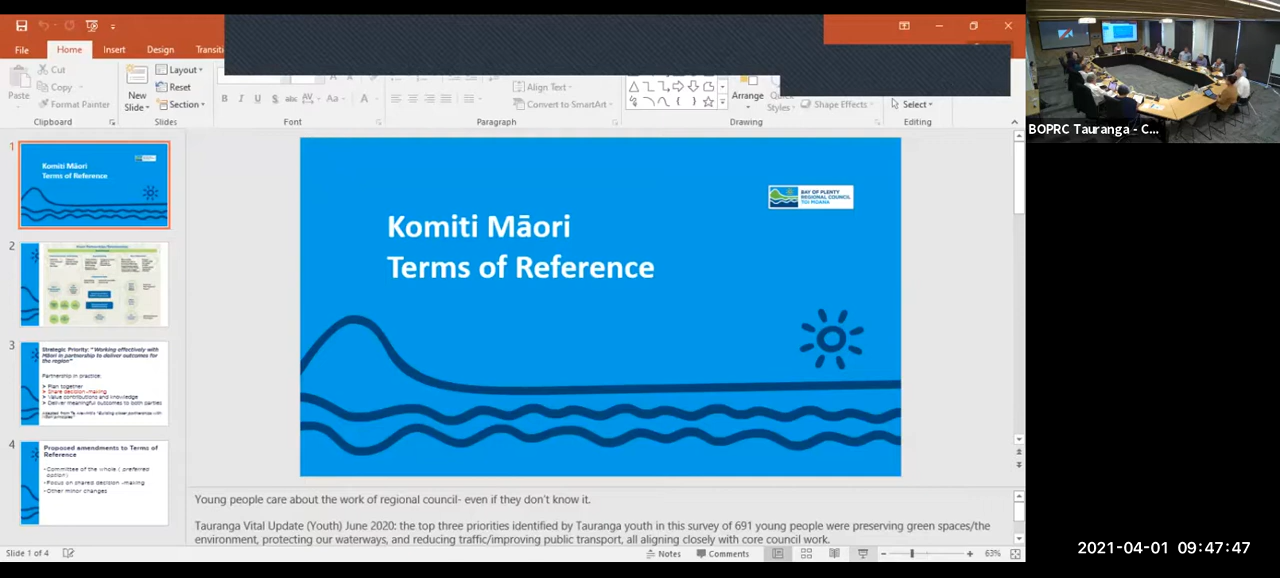 File
Home
Insert
Design
Transiti
Cut
Copy
Format Painter
Paste
Clipboard
New
Slide
Layout
Reset
Section
Slides
B I U S abc AV Aa A
Font
Align Text
Convert to SmartArt
Paragraph
Arrange
Styles
Shape Effects
Drawing
Select
Editing
BOPRC Tauranga - C...
1
Komiti Māori
Terms of Reference
2
3
Strategic Priority: "Working effectively with
Māori in partnership to deliver outcomes for
the region"
Partnership in practice:
Plan together
Share decision-making
Value contributions and knowledge
Deliver meaningful outcomes to both parties
4
Proposed amendments to Terms of
Reference
Committee of the whole (preferred
option)
Focus on shared decision-making
Other minor changes
BAY OF PLENTY
REGIONAL COUNCIL
TOI MOANA
Komiti Māori
Terms of Reference
Young people care about the work of regional council- even if they don't know it.
Tauranga Vital Update (Youth) June 2020: the top three priorities identified by Tauranga youth in this survey of 691 young people were preserving green spaces/the
environment, protecting our waterways, and reducing traffic/improving public transport, all aligning closely with core council work.
Slide 1 of 4
Notes
Comments
63%
2021-04-01 09:47:47